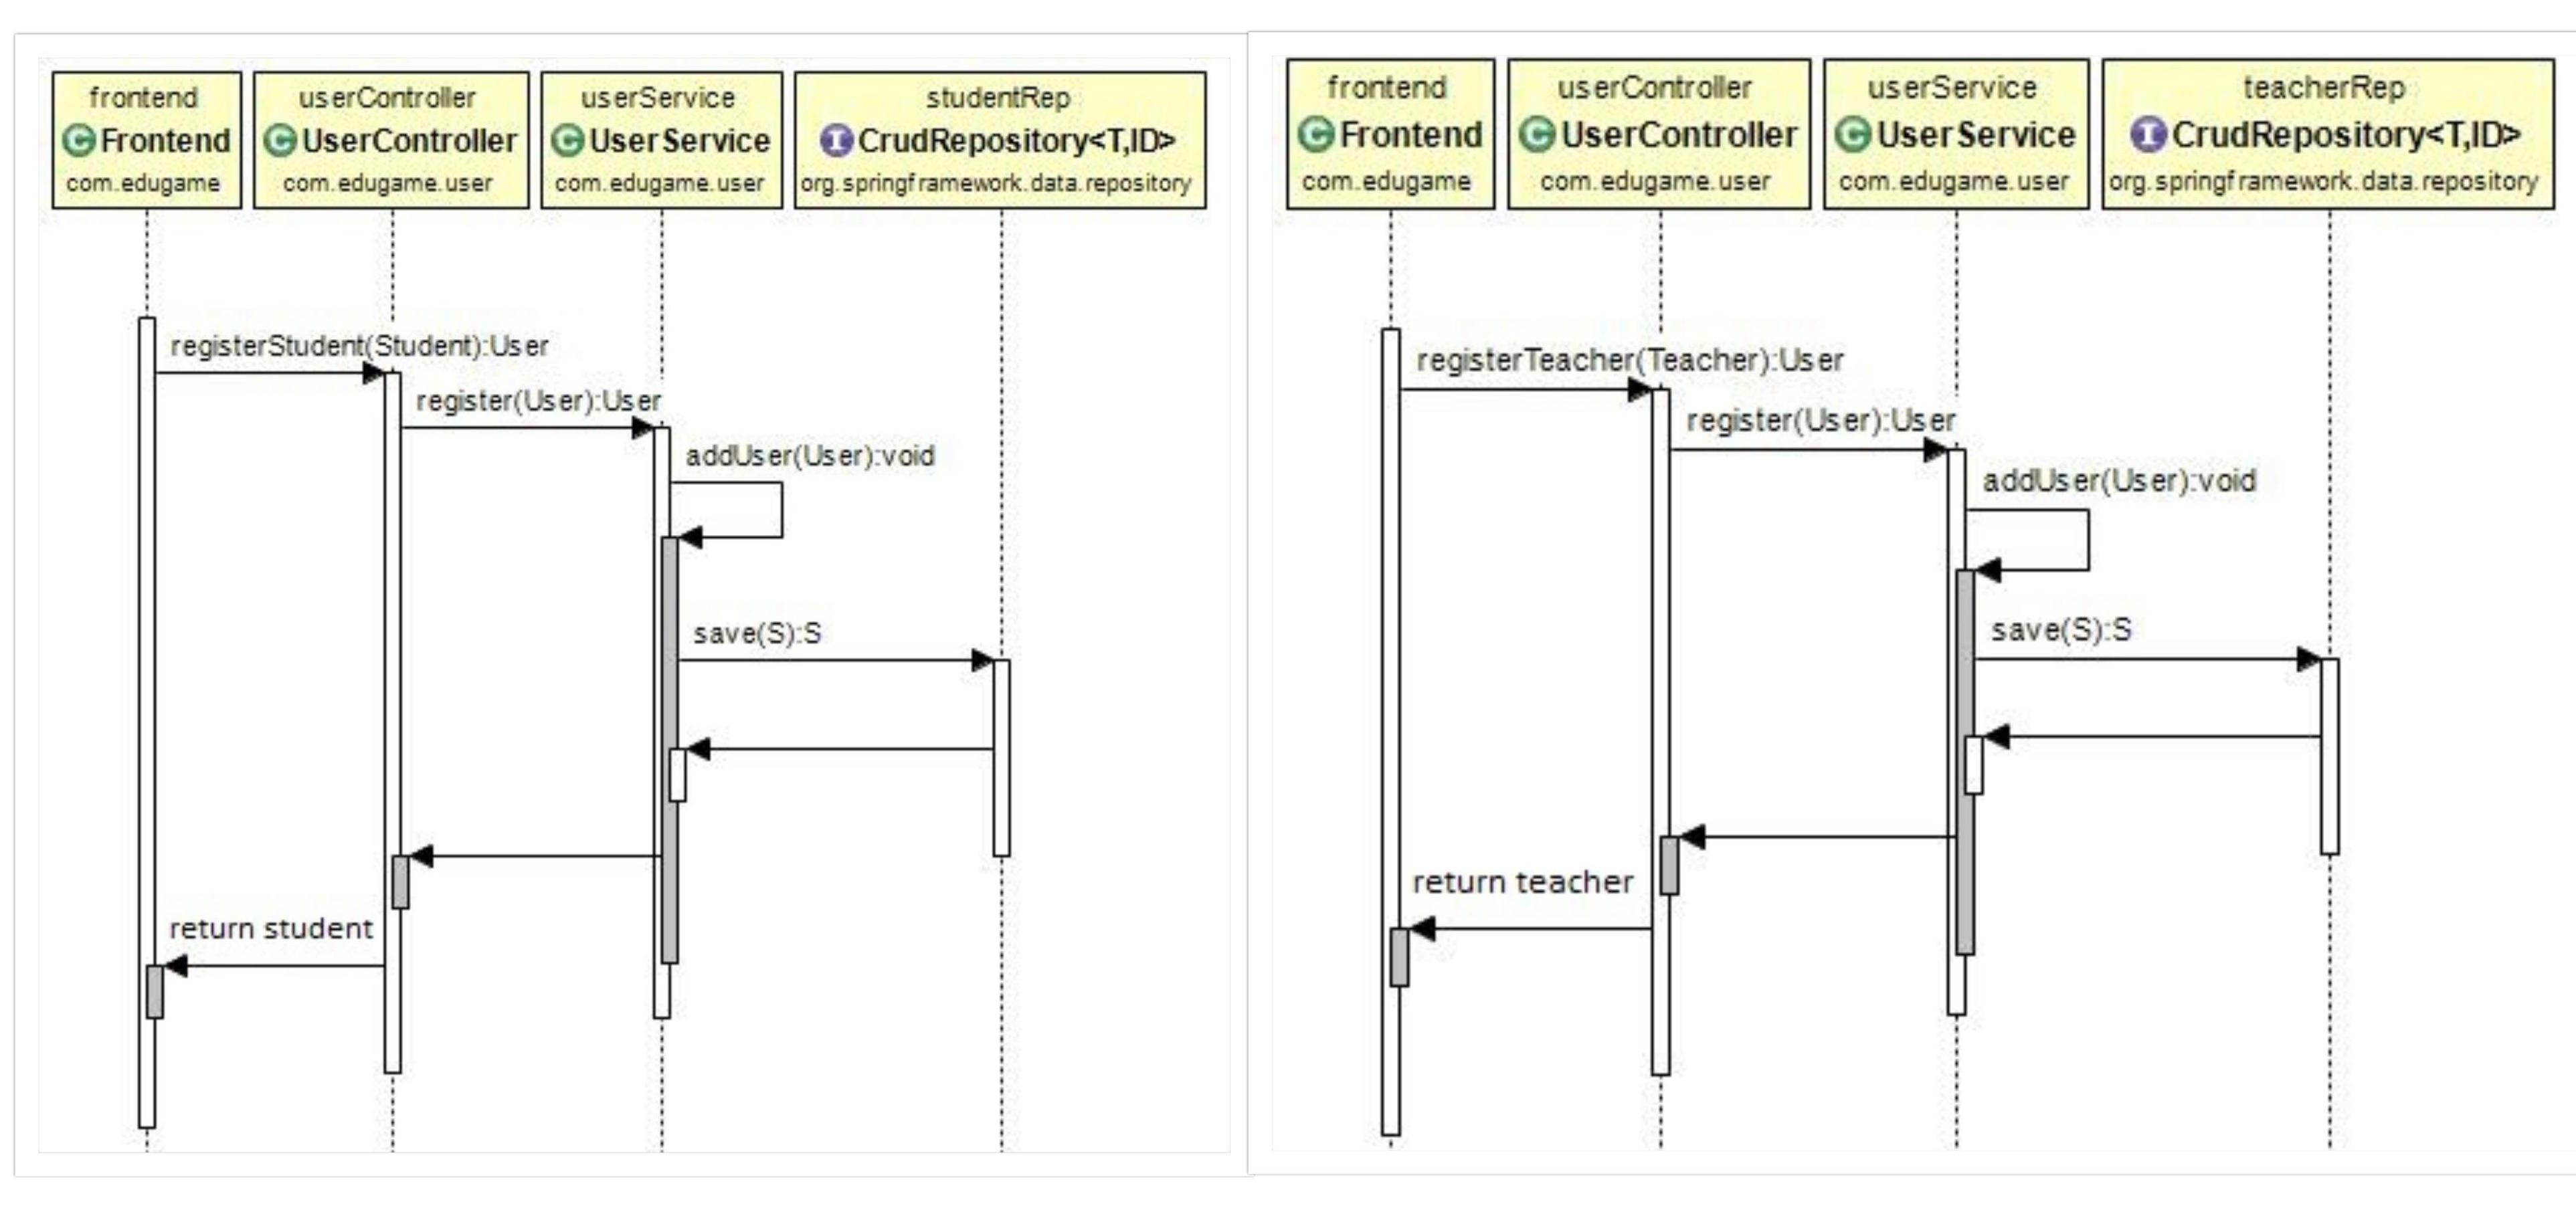 frontend
Frontend
com.edugame
userController
UserController
com.edugame.user
userService
UserService
com.edugame.user
studentRep
CrudRepository<T,ID>
org.springframework.data.repository
registerStudent(Student):User
register(User):User
addUser(User):void
save(S):S
return student
frontend
Frontend
com.edugame
userController
UserController
com.edugame.user
userService
UserService
com.edugame.user
teacherRep
CrudRepository<T,ID>
org.springframework.data.repository
registerTeacher(Teacher):User
register(User):User
addUser(User):void
save(S):S
return teacher